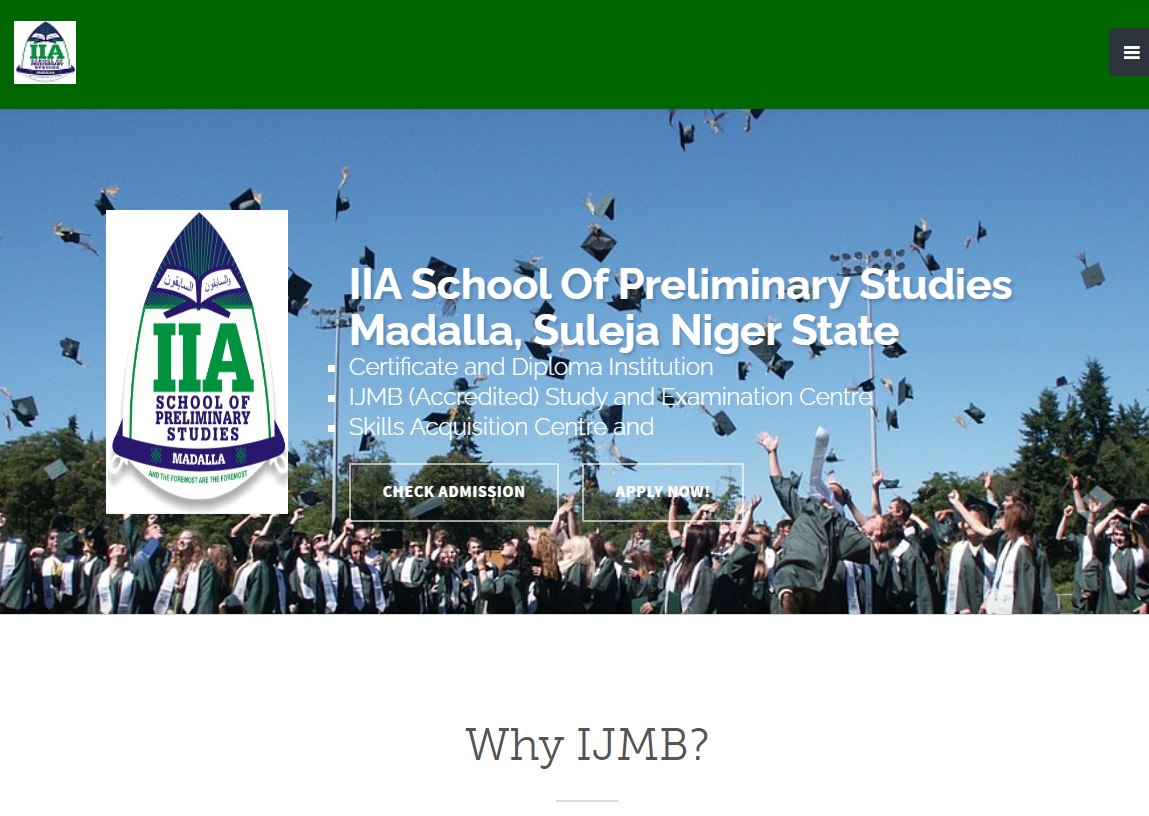 IIA
SCHOOL OF
PRELIMINARY
STUDIES
MADALLA
والسابقون السابقون
IIA
SCHOOL OF
PRELIMINARY
STUDIES
MADALLA
AND THE FOREMOST ARE THE FOREMOST
IIA School Of Preliminary Studies
Madalla, Suleja Niger State
Certificate and Diploma Institution
IJMB (Accredited) Study and Examination Centre
Skills Acquisition Centre and
CHECK ADMISSION
APPLY NOW!
Why IJMB?